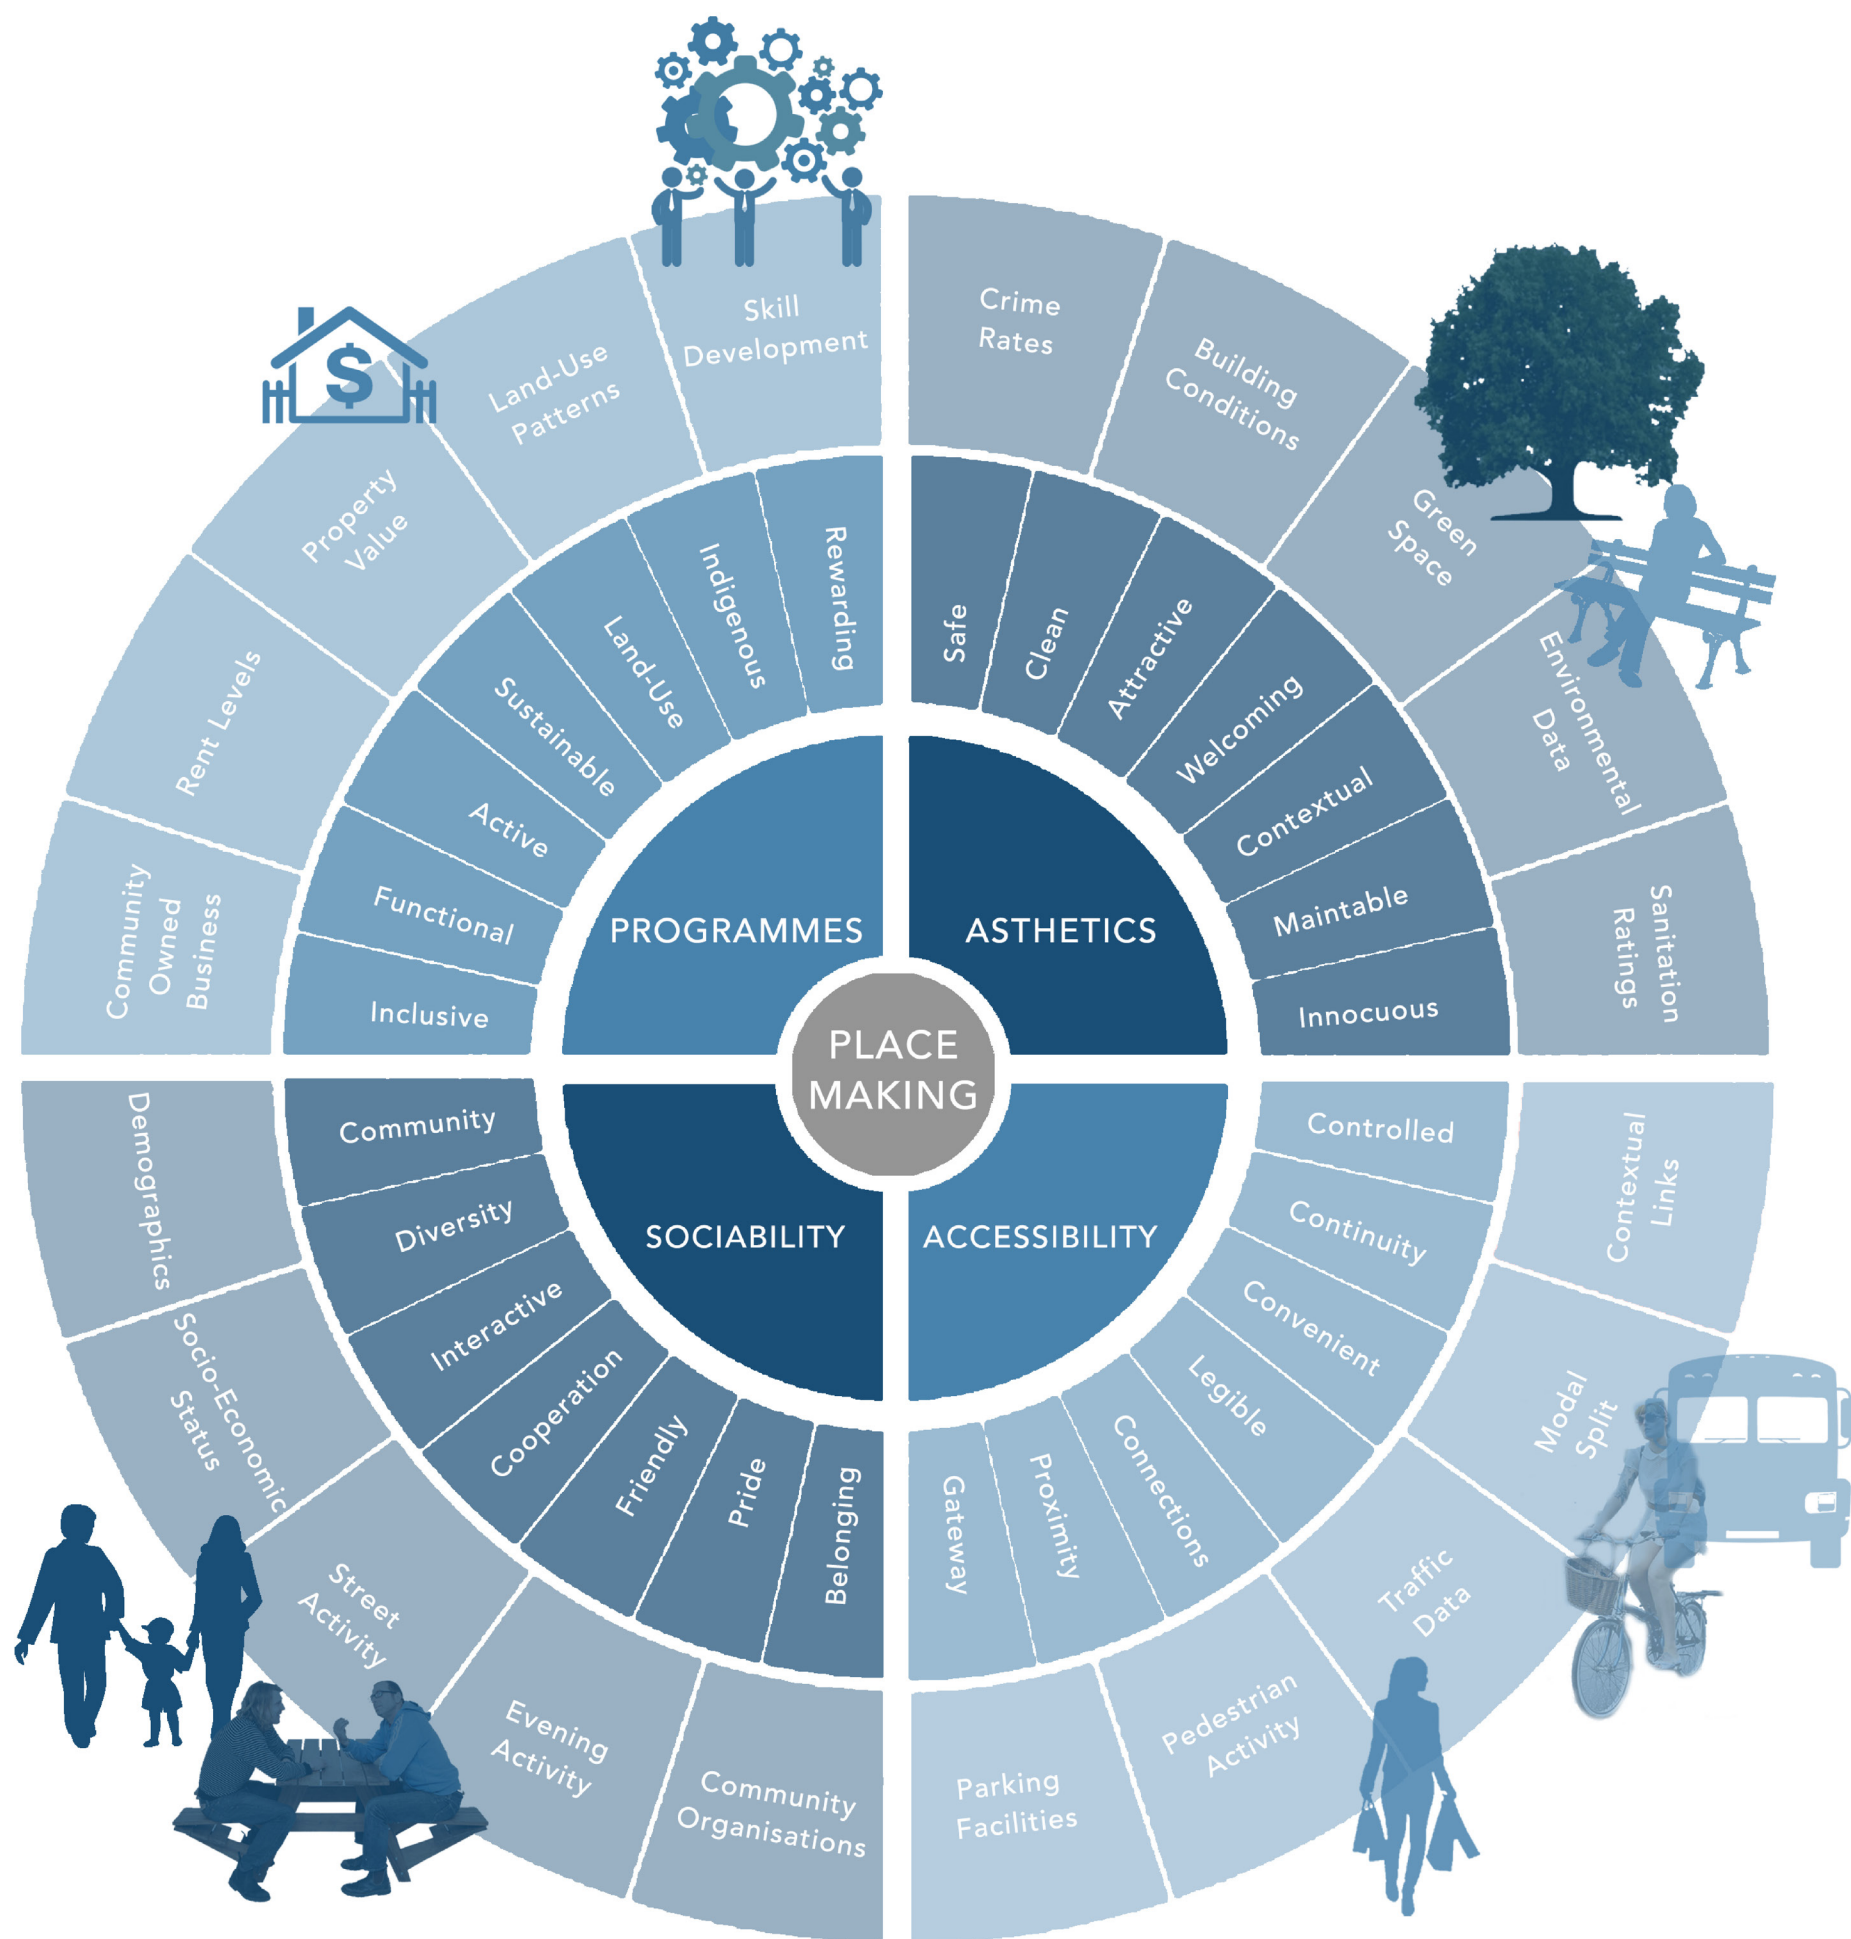 PLACE
MAKING
PROGRAMMES
ASTHETICS
SOCIABILITY
ACCESSIBILITY
Safe
Clean
Attractive
Welcoming
Contextual
Maintable
Innocuous
Controlled
Continuity
Convenient
Legible
Connections
Proximity
Gateway
Belonging
Pride
Friendly
Cooperation
Interactive
Diversity
Community
Inclusive
Functional
Active
Sustainable
Land-Use
Indigenous
Rewarding
Crime
Rates
Building
Conditions
Green
Space
Environmental
Data
Sanitation
Ratings
Contextual
Links
Modal
Split
Traffic
Data
Pedestrian
Activity
Parking
Facilities
Community
Organisations
Evening
Activity
Street
Activity
Socio-Economic
Status
Demographics
Community
Owned
Business
Rent Levels
Property
Value
$
Land-Use
Patterns
Skill
Development